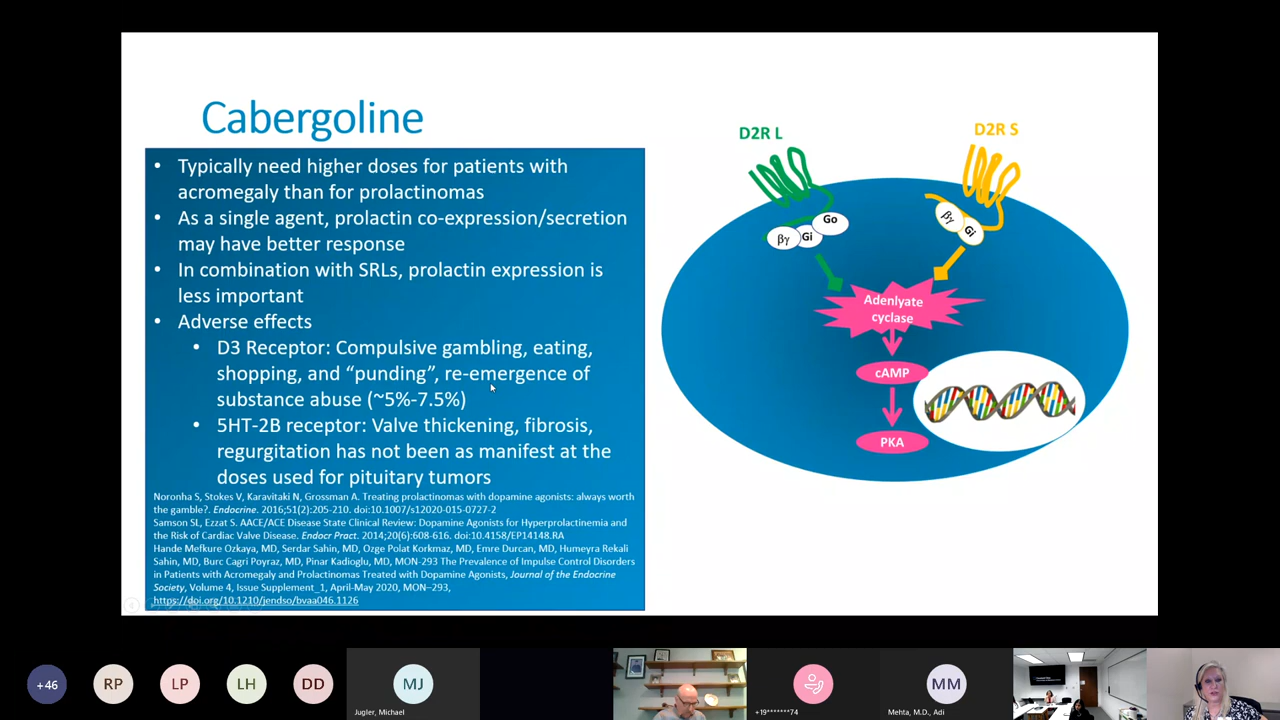 Cabergoline
• Typically need higher doses for patients with
acromegaly than for prolactinomas
• As a single agent, prolactin co-expression/secretion
may have better response
• In combination with SRLs, prolactin expression is
less important
• Adverse effects
• D3 Receptor: Compulsive gambling, eating,
shopping, and “punding”, re-emergence of
substance abuse (~5%-7.5%)
• 5HT-2B receptor: Valve thickening, fibrosis,
regurgitation has not been as manifest at the
doses used for pituitary tumors
Noronha S, Stokes V, Karavitaki N, Grossman A. Treating prolactinomas with dopamine agonists: always worth
the gamble?. Endocrine. 2016;51(2):205-210. doi:10.1007/s12020-015-0727-2
Samson SL, Ezzat S. AACE/ACE Disease State Clinical Review: Dopamine Agonists for Hyperprolactinemia and
the Risk of Cardiac Valve Disease. Endocr Pract. 2014;20(6):608-616. doi:10.4158/EP14148.RA
Hande Mefkure Ozkaya, MD, Serdar Sahin, MD, Ozge Polat Korkmaz, MD, Emre Durcan, MD, Humeyra Rekali
Sahin, MD, Burc Cagri Poyraz, MD, Pinar Kadioglu, MD, MON-293 The Prevalence of Impulse Control Disorders
in Patients with Acromegaly and Prolactinomas Treated with Dopamine Agonists, Journal of the Endocrine
Society, Volume 4, Issue Supplement_1, April-May 2020, MON–293,
https://doi.org/10.1210/jendso/bvaa046.1126
D2R L
D2R S
Go
βγ
Gi
βγ
Gi
Adenlyate
cyclase
cAMP
PKA
+46
RP
LP
LH
DD
MJ
MM
Jugler, Michael
+19*******74
Mehta, M.D., Adi